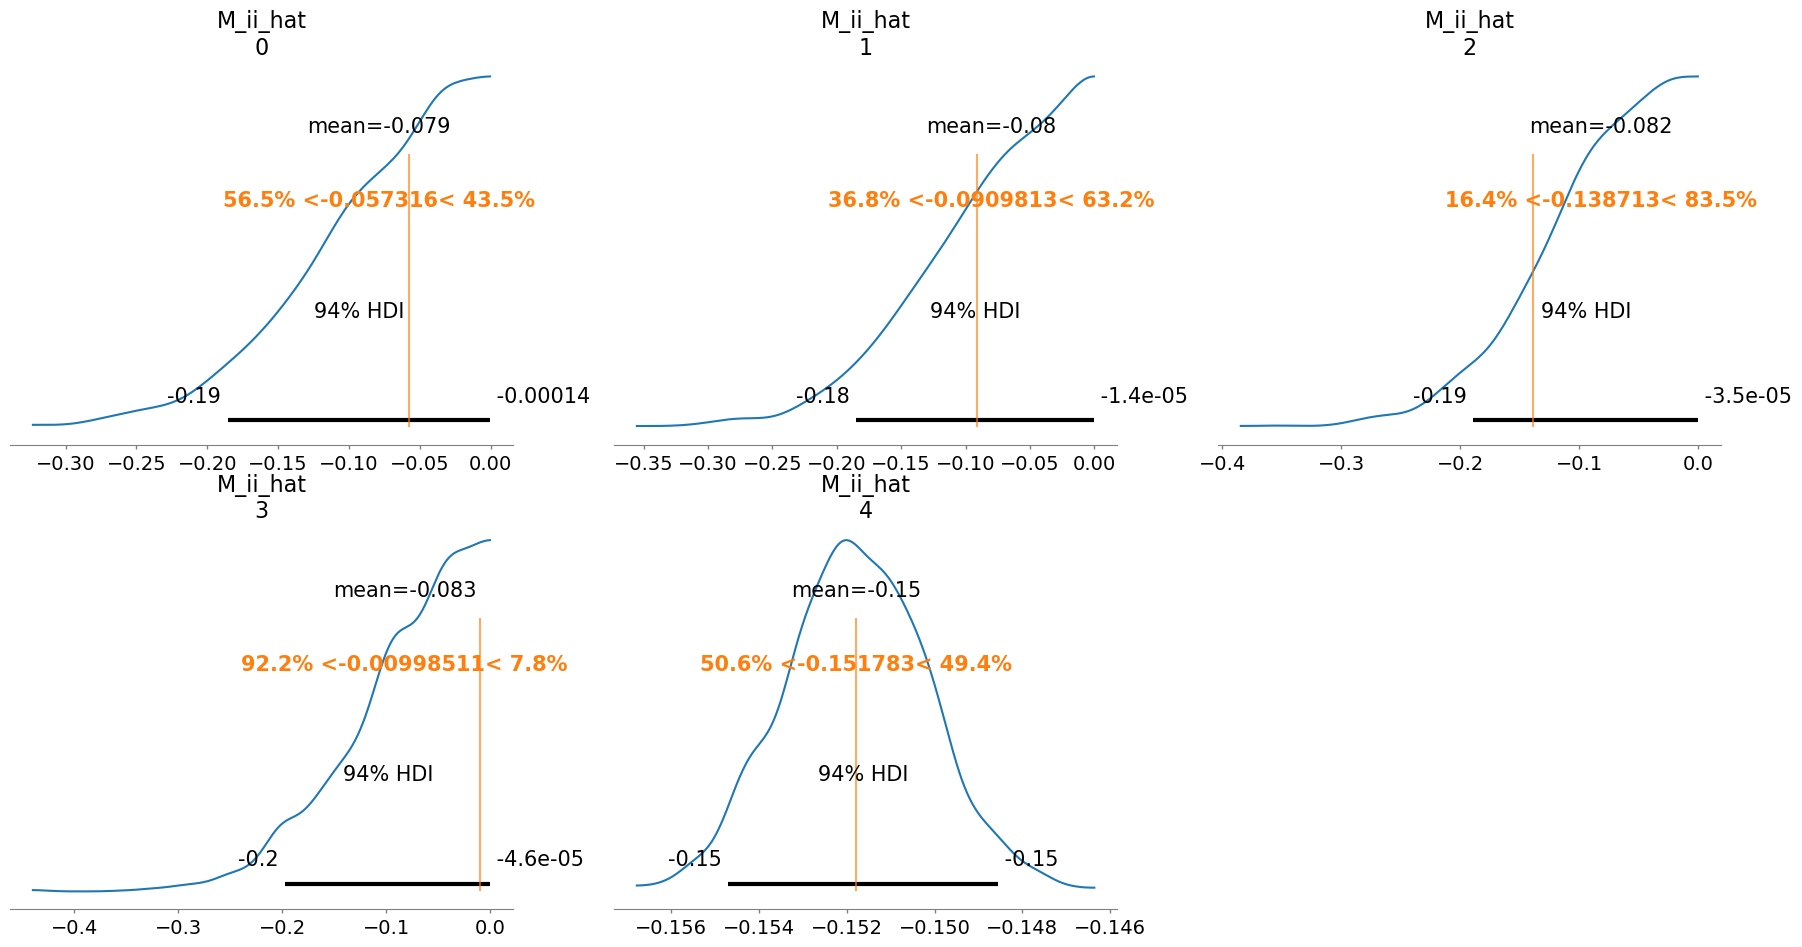 M_ii_hat
0
mean=-0.079
56.5% <-0.057316< 43.5%
94% HDI
-0.19
-0.00014
−0.30 −0.25 −0.20 −0.15 −0.10 −0.05 0.00
M_ii_hat
1
mean=-0.08
36.8% <-0.0909813< 63.2%
94% HDI
-0.18
-1.4e-05
−0.35 −0.30 −0.25 −0.20 −0.15 −0.10 −0.05 0.00
M_ii_hat
2
mean=-0.082
16.4% <-0.138713< 83.5%
94% HDI
-0.19
-3.5e-05
−0.4 −0.3 −0.2 −0.1 0.0
M_ii_hat
3
mean=-0.083
92.2% <-0.00998511< 7.8%
94% HDI
-0.2
-4.6e-05
−0.4 −0.3 −0.2 −0.1 0.0
M_ii_hat
4
mean=-0.15
50.6% <-0.151783< 49.4%
94% HDI
-0.15
-0.15
−0.156 −0.154 −0.152 −0.150 −0.148 −0.146